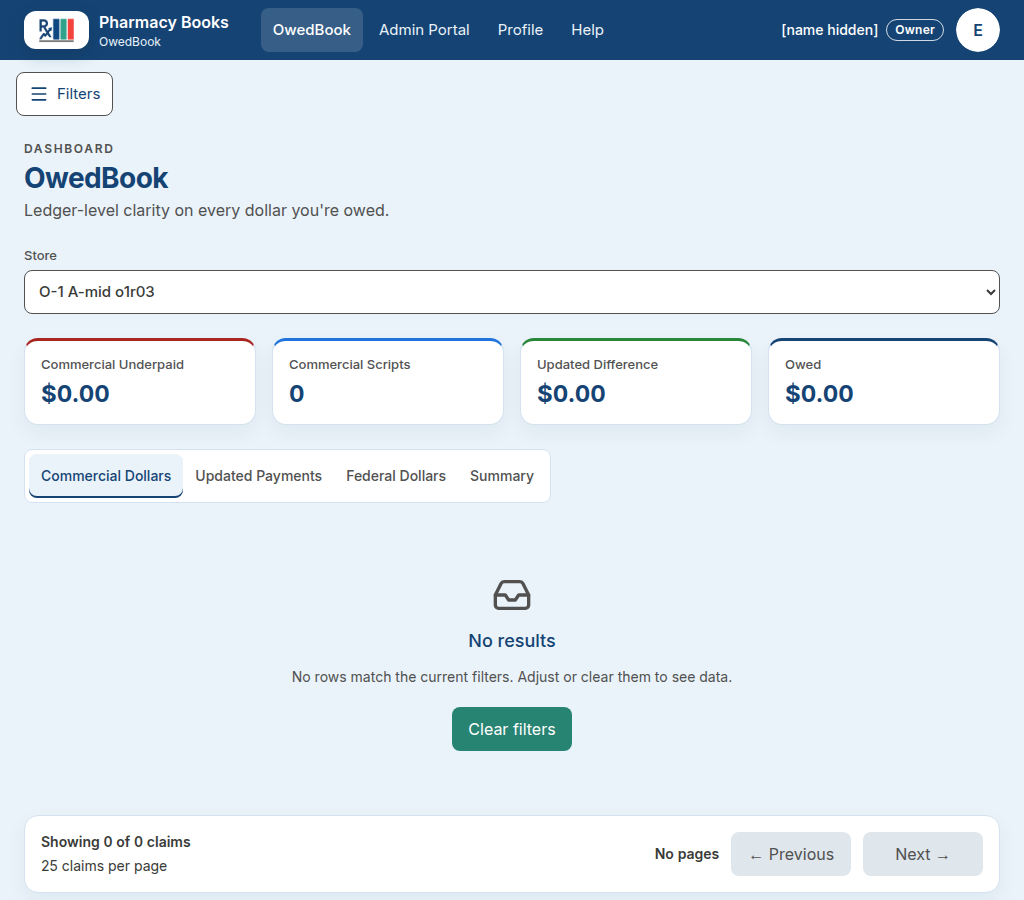 Pharmacy Books
OwedBook
OwedBook
Admin Portal
Profile
Help
[name hidden]
Owner
E
Filters
DASHBOARD
OwedBook
Ledger-level clarity on every dollar you're owed.
Store
O-1 A-mid o1r03
Commercial Underpaid
$0.00
Commercial Scripts
0
Updated Difference
$0.00
Owed
$0.00
Commercial Dollars
Updated Payments
Federal Dollars
Summary
No results
No rows match the current filters. Adjust or clear them to see data.
Clear filters
Showing 0 of 0 claims
25 claims per page
No pages
← Previous
Next →